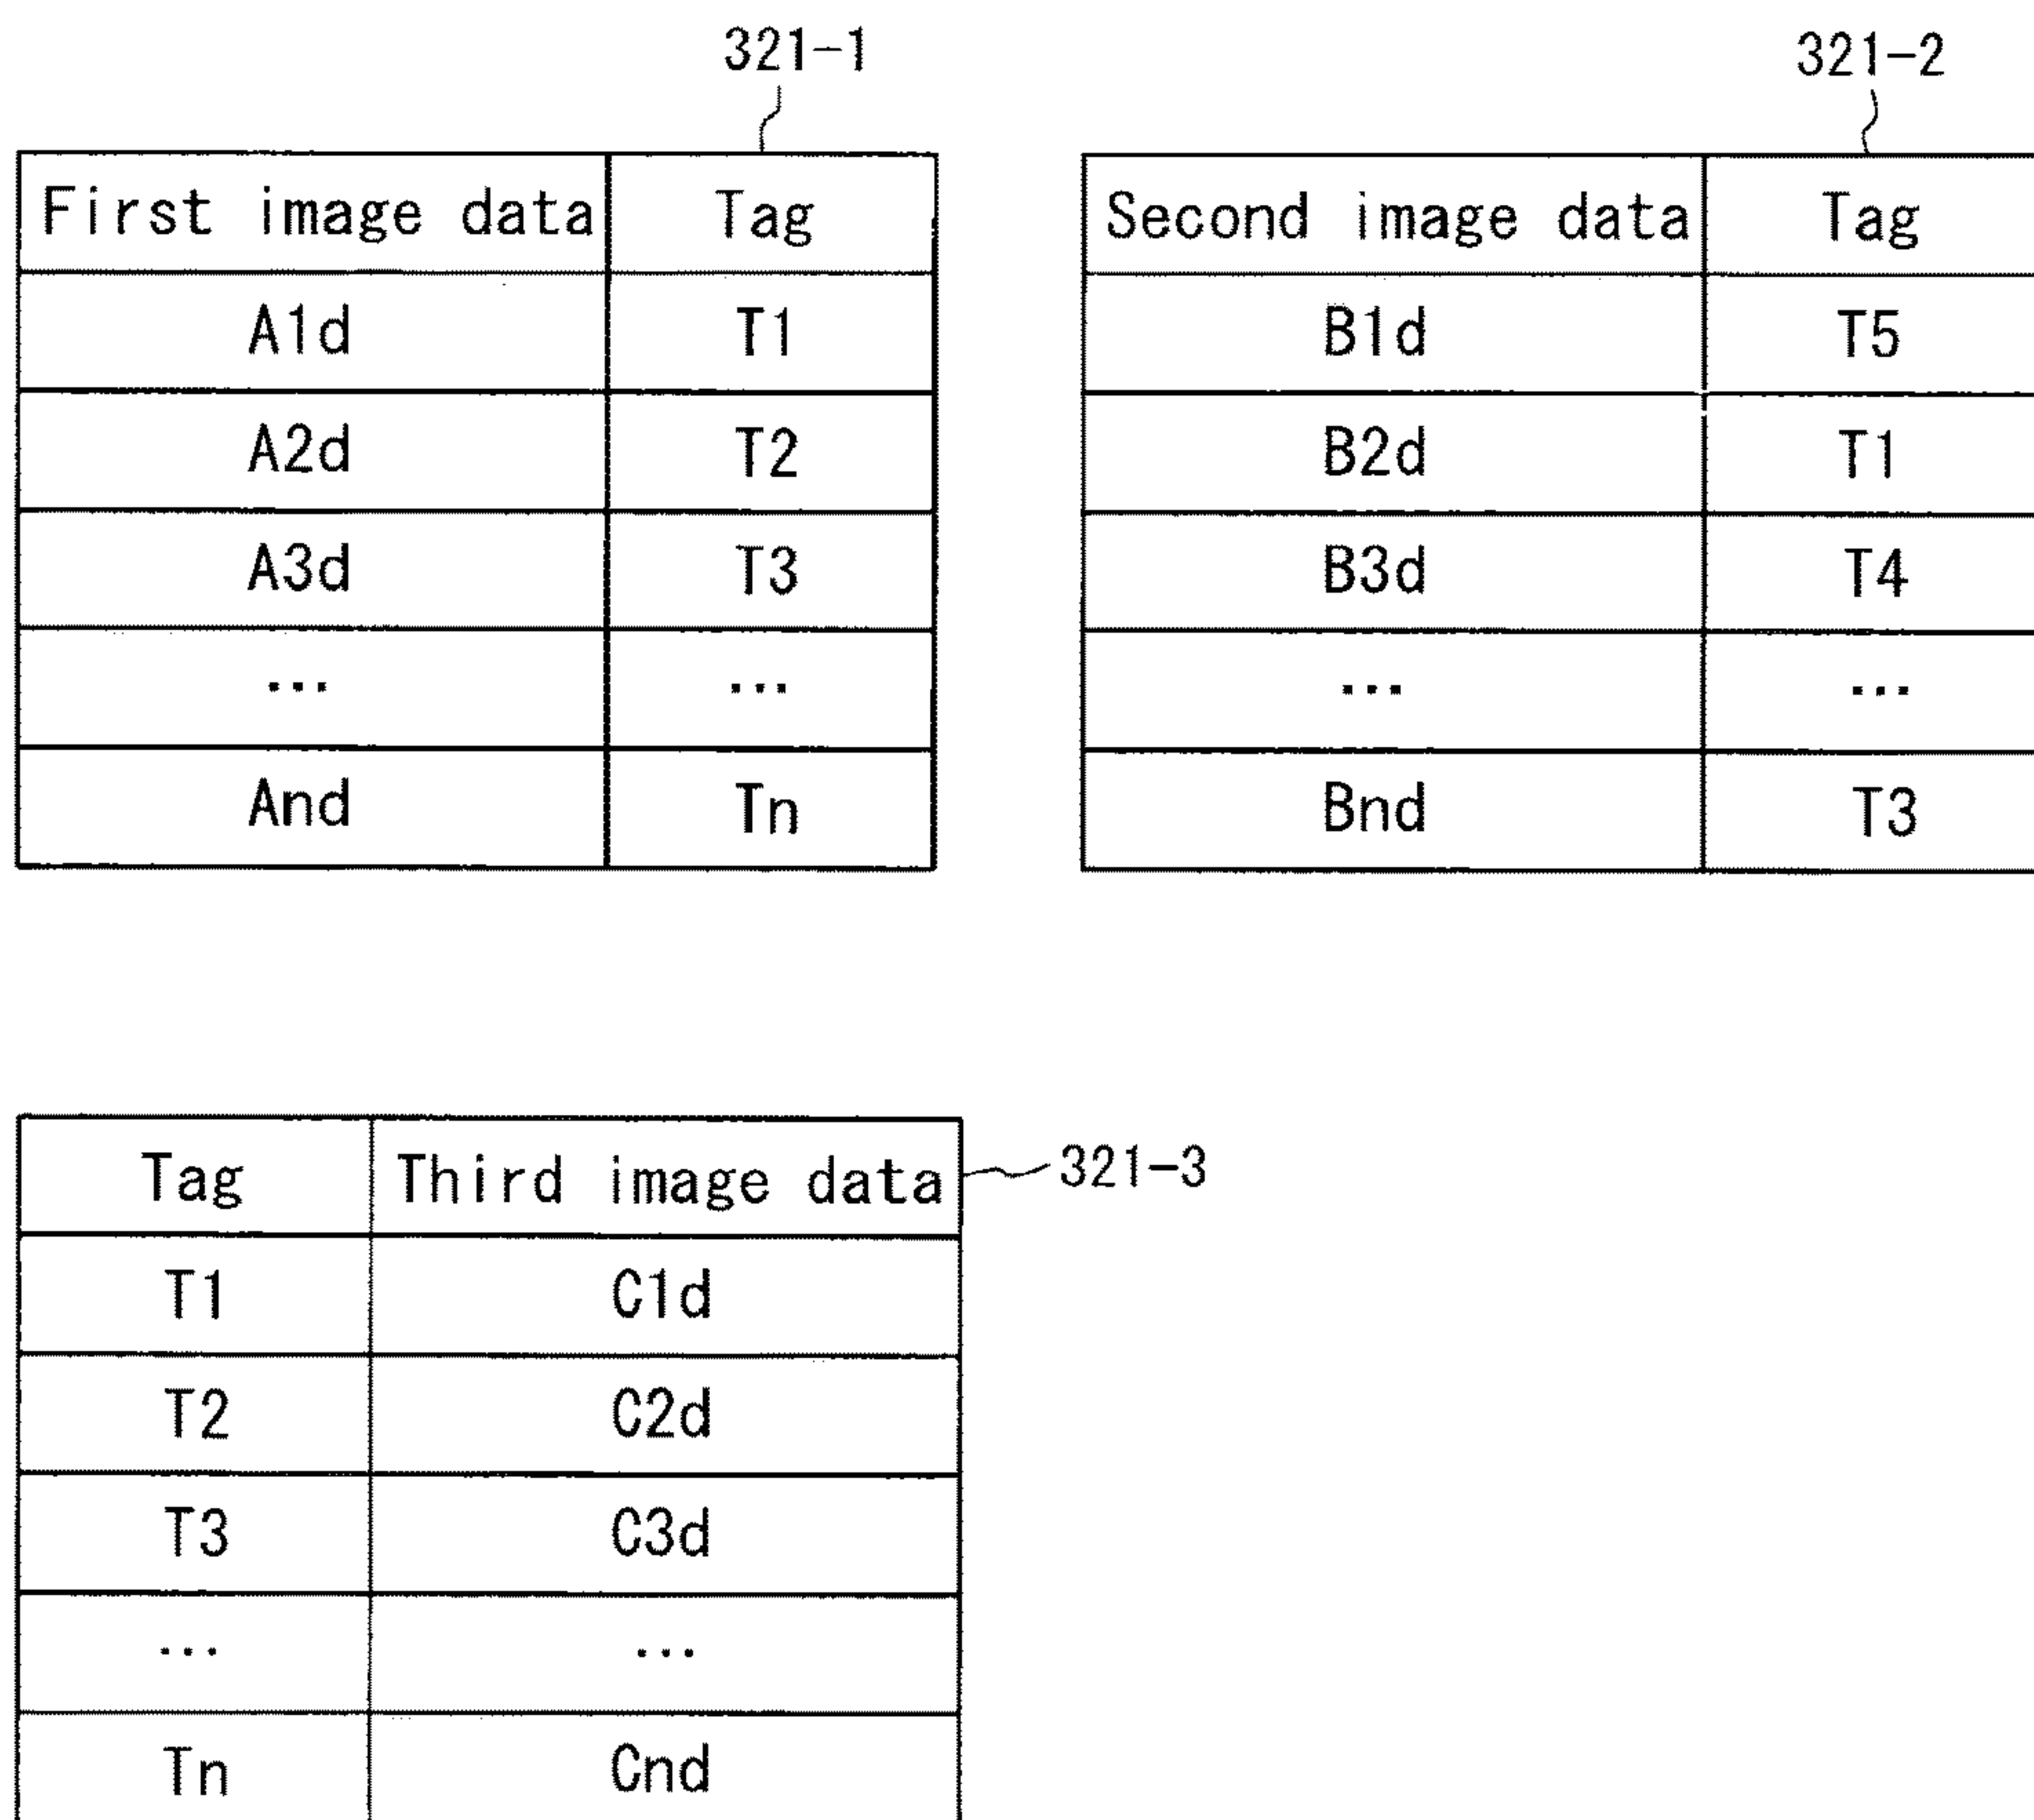 321-1
First image data Tag
A1d T1
A2d T2
A3d T3
... ...
And Tn
321-2
Second image data Tag
B1d T5
B2d T1
B3d T4
... ...
Bnd T3
321-3
Tag Third image data
T1 C1d
T2 C2d
T3 C3d
... ...
Tn Cnd